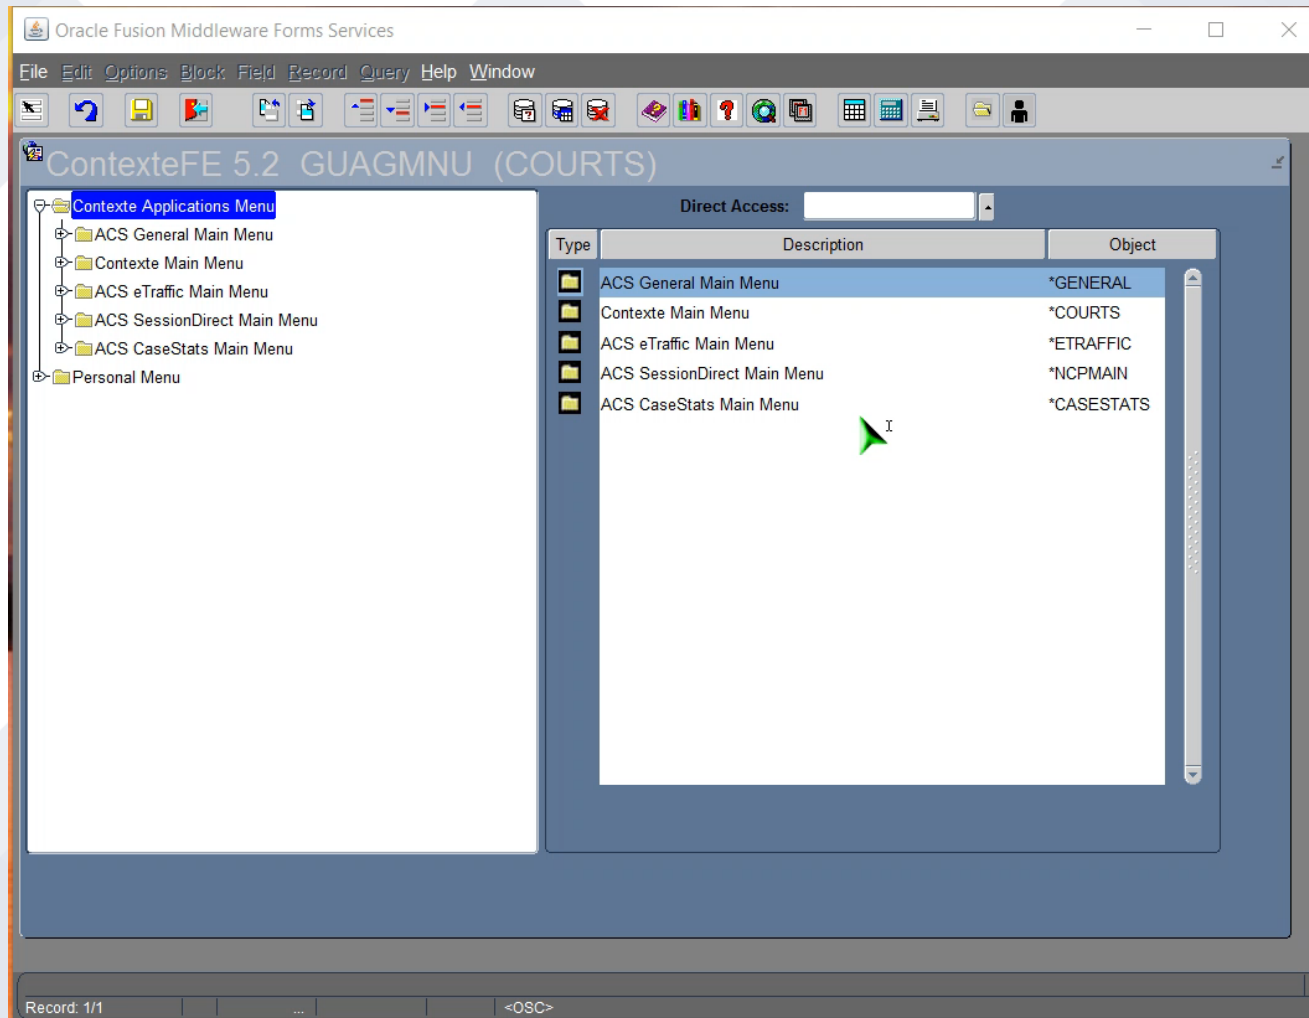 Oracle Fusion Middleware Forms Services
File Edit Options Block Field Record Query Help Window
ContexteFE 5.2 GUAGMNU (COURTS)
Contexte Applications Menu
ACS General Main Menu
Contexte Main Menu
ACS eTraffic Main Menu
ACS SessionDirect Main Menu
ACS CaseStats Main Menu
Personal Menu
Direct Access:
Type Description Object
ACS General Main Menu *GENERAL
Contexte Main Menu *COURTS
ACS eTraffic Main Menu *ETRAFFIC
ACS SessionDirect Main Menu *NCPMAIN
ACS CaseStats Main Menu *CASESTATS
Record: 1/1 ... <OSC>